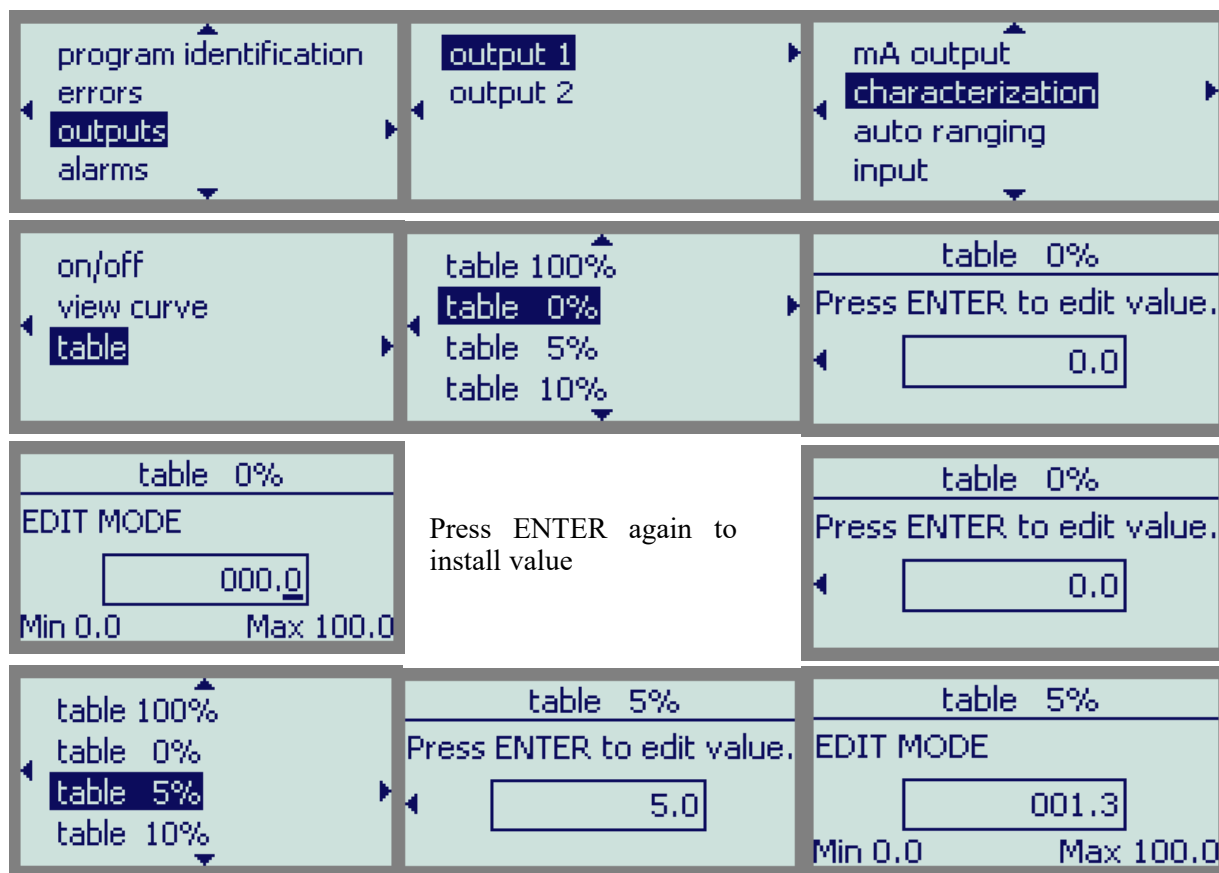 program identification
errors
outputs
alarms
output 1
output 2
mA output
characterization
auto ranging
input
on/off
view curve
table
table 100%
table 0%
table 5%
table 10%
table 0%
Press ENTER to edit value.
0.0
table 0%
EDIT MODE
000.0
Min 0.0 Max 100.0
Press ENTER again to
install value
table 0%
Press ENTER to edit value.
0.0
table 100%
table 0%
table 5%
table 10%
table 5%
Press ENTER to edit value.
5.0
table 5%
EDIT MODE
001.3
Min 0.0 Max 100.0